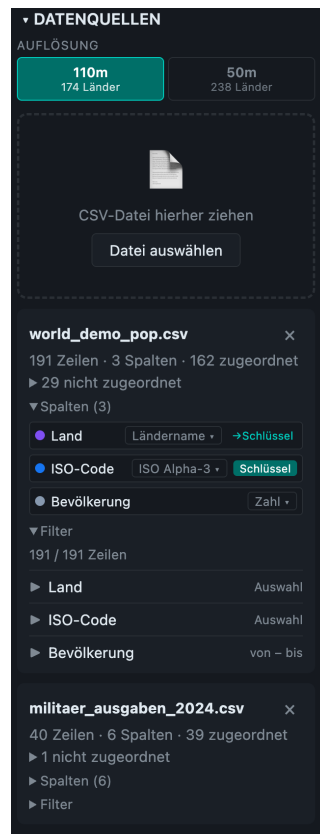 ▾ DATENQUELLEN
AUFLÖSUNG
110m 50m
174 Länder 238 Länder
CSV-Datei hierher ziehen
Datei auswählen
world_demo_pop.csv ×
191 Zeilen · 3 Spalten · 162 zugeordnet
▶ 29 nicht zugeordnet
▼ Spalten (3)
Land Ländername ▾ →Schlüssel
ISO-Code ISO Alpha-3 ▾ Schlüssel
Bevölkerung Zahl ▾
▼ Filter
191 / 191 Zeilen
▶ Land Auswahl
▶ ISO-Code Auswahl
▶ Bevölkerung von – bis
militaer_ausgaben_2024.csv ×
40 Zeilen · 6 Spalten · 39 zugeordnet
▶ 1 nicht zugeordnet
▶ Spalten (6)
▶ Filter